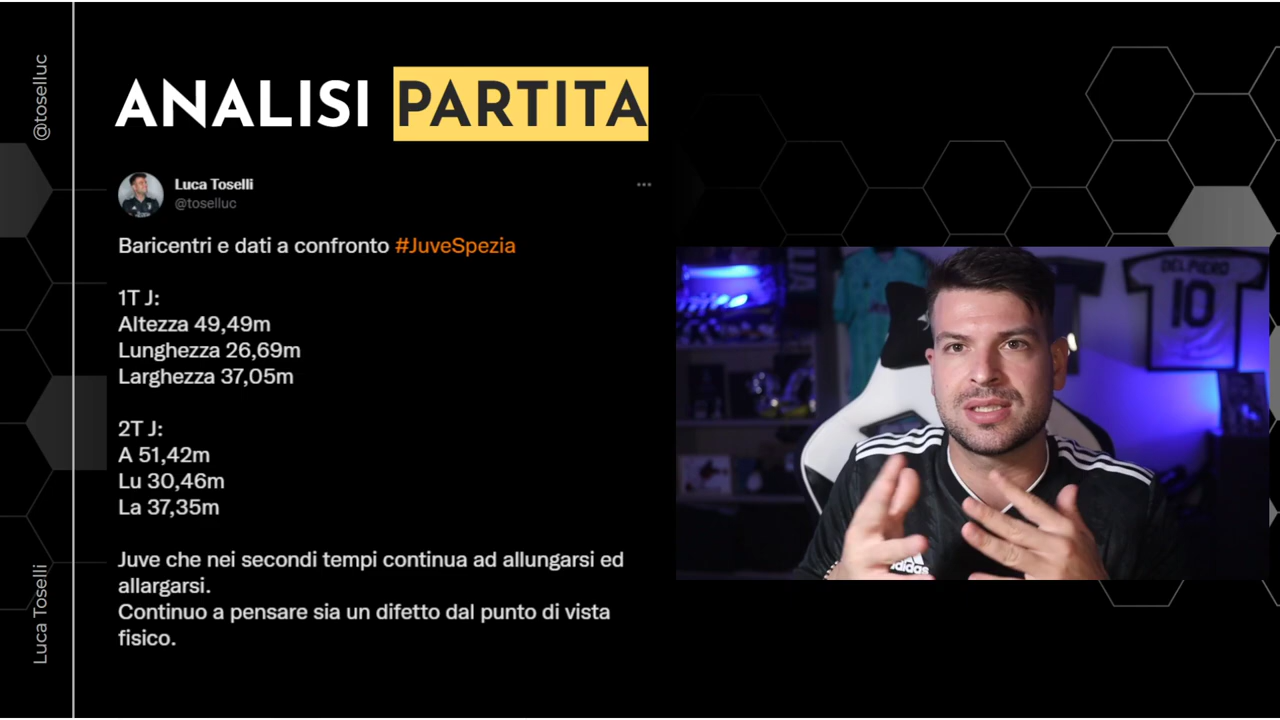 @toselluc
Luca Toselli
ANALISI PARTITA
Luca Toselli
@toselluc
Baricentri e dati a confronto #JuveSpezia
1T J:
Altezza 49,49m
Lunghezza 26,69m
Larghezza 37,05m
2T J:
A 51,42m
Lu 30,46m
La 37,35m
Juve che nei secondi tempi continua ad allungarsi ed
allargarsi.
Continuo a pensare sia un difetto dal punto di vista
fisico.
DEL PIERO
10
adidas